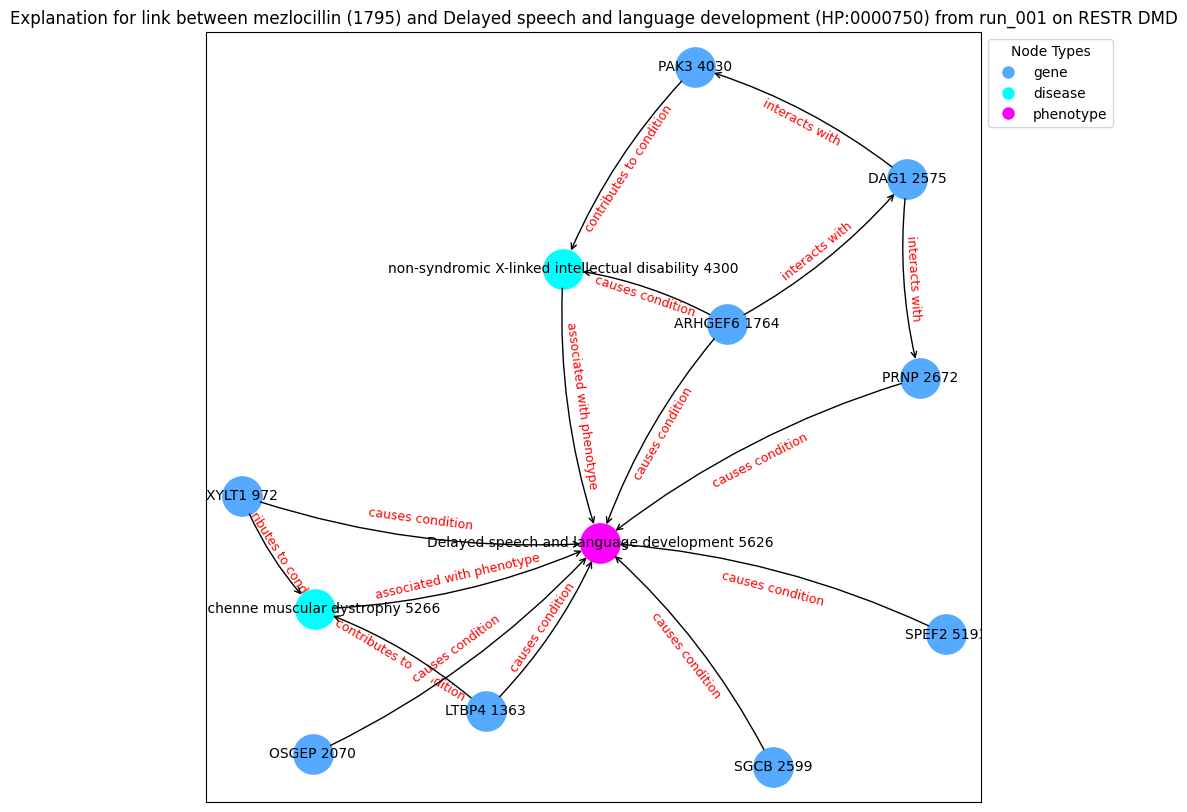 Explanation for link between mezlocillin (1795) and Delayed speech and language development (HP:0000750) from run_001 on RESTR DMD
Node Types
gene
disease
phenotype
PAK3 4030
interacts with
contributes to condition
DAG1 2575
interacts with
interacts with
non-syndromic X-linked intellectual disability 4300
causes condition
ARHGEF6 1764
associated with phenotype
PRNP 2672
causes condition
causes condition
XYLT1 972
causes condition
ributes to cond
Delayed speech and language development 5626
associated with phenotype
causes condition
chenne muscular dystrophy 5266
causes condition
contributes to
dition
causes condition
causes condition
SPEF2 519
LTBP4 1363
OSGEP 2070
SGCB 2599